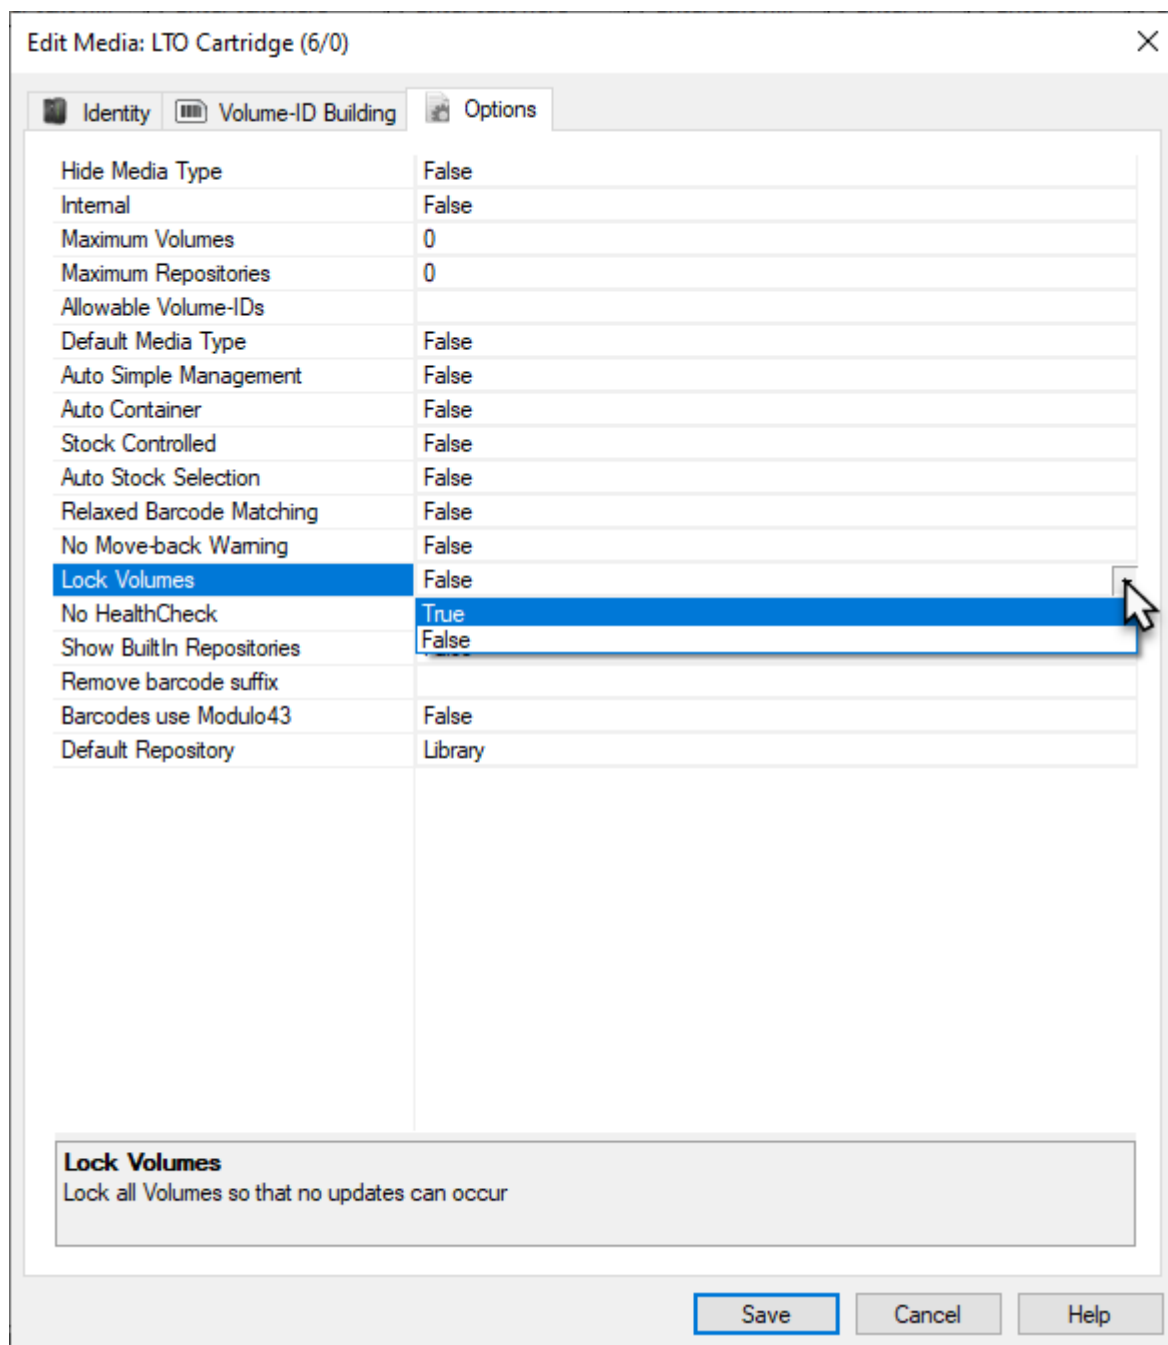 Edit Media: LTO Cartridge (6/0)
Identity Volume-ID Building Options
Hide Media Type False
Internal False
Maximum Volumes 0
Maximum Repositories 0
Allowable Volume-IDs
Default Media Type False
Auto Simple Management False
Auto Container False
Stock Controlled False
Auto Stock Selection False
Relaxed Barcode Matching False
No Move-back Warning False
Lock Volumes False
No HealthCheck True
Show BuiltIn Repositories False
Remove barcode suffix
Barcodes use Modulo43 False
Default Repository Library
Lock Volumes
Lock all Volumes so that no updates can occur
Save Cancel Help